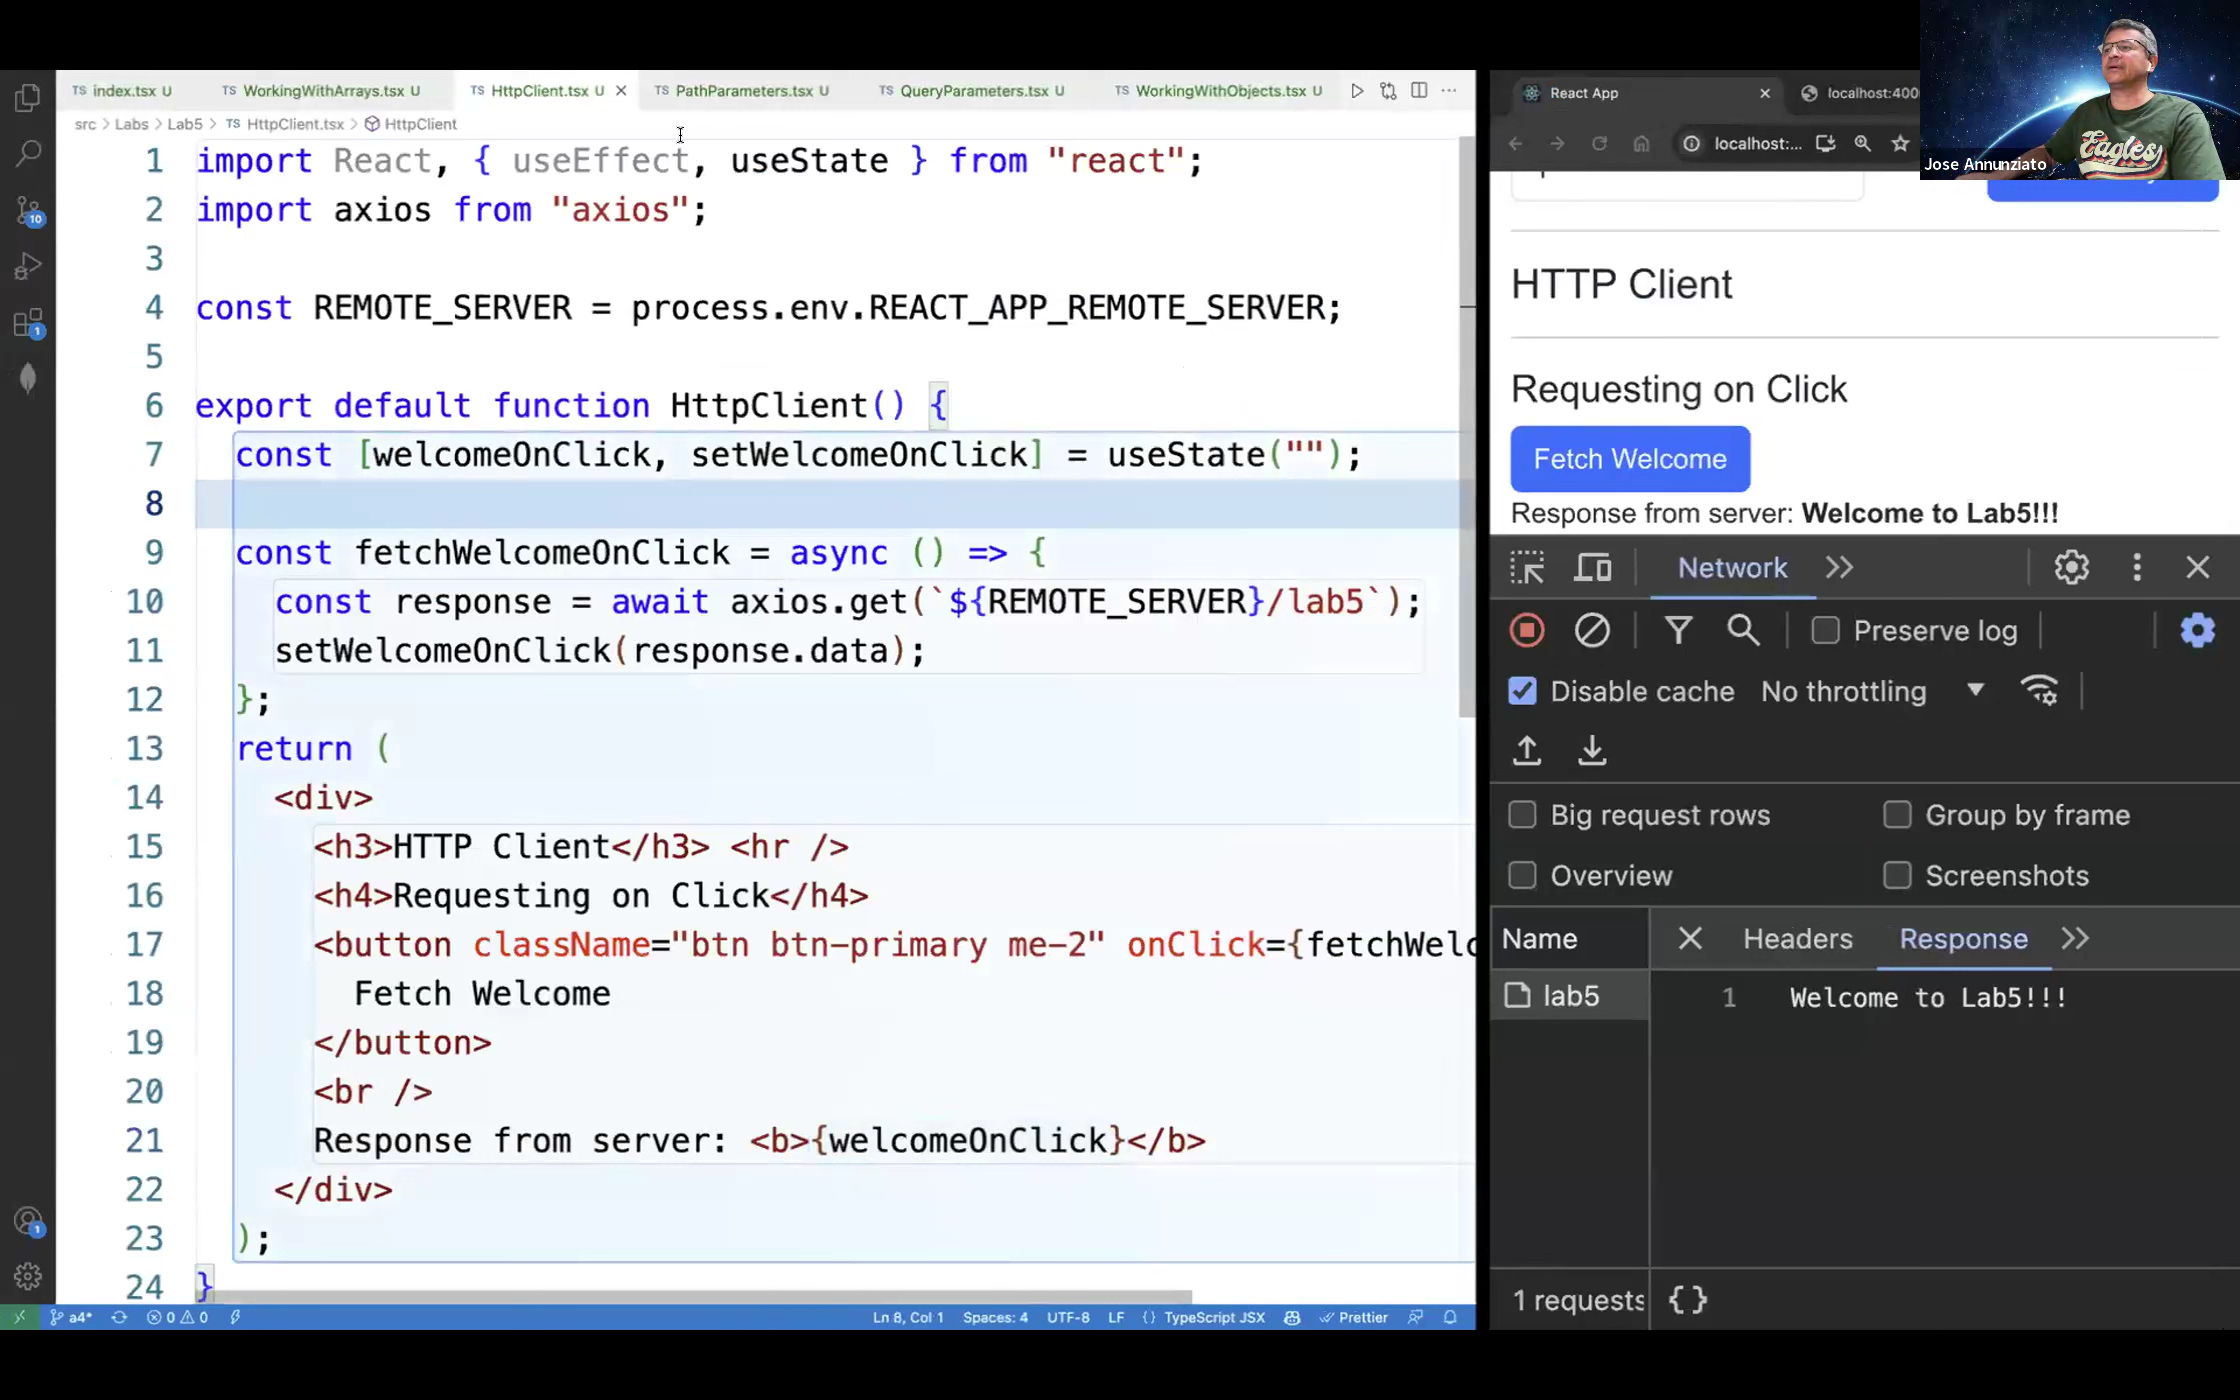 index.tsx U
WorkingWithArrays.tsx U
HttpClient.tsx U
PathParameters.tsx U
QueryParameters.tsx U
WorkingWithObjects.tsx U
src > Labs > Lab5 > HttpClient.tsx > HttpClient
1 import React, { useEffect, useState } from "react";
2 import axios from "axios";
3
4 const REMOTE_SERVER = process.env.REACT_APP_REMOTE_SERVER;
5
6 export default function HttpClient() {
7 const [welcomeOnClick, setWelcomeOnClick] = useState("");
8
9 const fetchWelcomeOnClick = async () => {
10 const response = await axios.get(`${REMOTE_SERVER}/lab5`);
11 setWelcomeOnClick(response.data);
12 };
13 return (
14 <div>
15 <h3>HTTP Client</h3> <hr />
16 <h4>Requesting on Click</h4>
17 <button className="btn btn-primary me-2" onClick={fetchWelc
18 Fetch Welcome
19 </button>
20 <br />
21 Response from server: <b>{welcomeOnClick}</b>
22 </div>
23 );
24 }
10
1
1
a4*
0
0
Ln 8, Col 1
Spaces: 4
UTF-8
LF
{} TypeScript JSX
Prettier
React App
localhost:400
localhost:...
Jose Annunziato
Eagles
HTTP Client
Requesting on Click
Fetch Welcome
Response from server: Welcome to Lab5!!!
Network
Preserve log
Disable cache
No throttling
Big request rows
Group by frame
Overview
Screenshots
Name
Headers
Response
lab5
1 Welcome to Lab5!!!
1 requests
{}